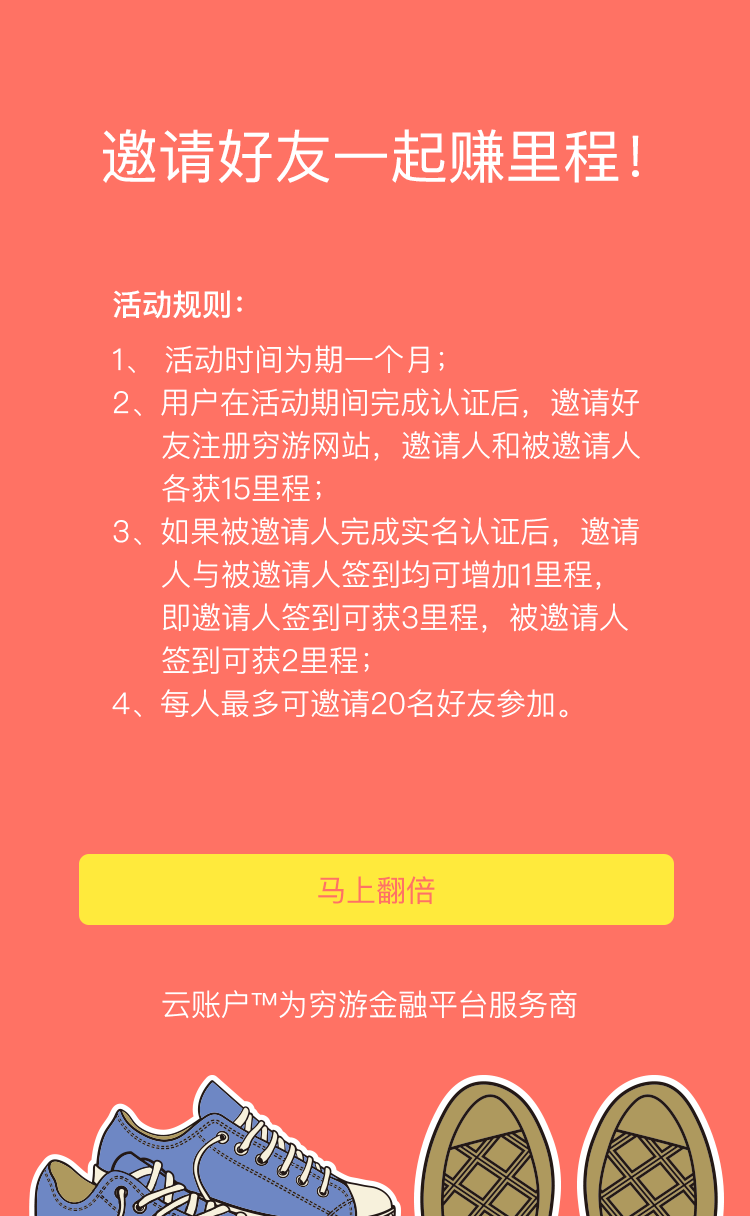 邀请好友一起赚里程！
活动规则：
1、 活动时间为期一个月；
2、用户在活动期间完成认证后，邀请好
友注册穷游网站，邀请人和被邀请人
各获15里程；
3、如果被邀请人完成实名认证后，邀请
人与被邀请人签到均可增加1里程，
即邀请人签到可获3里程，被邀请人
签到可获2里程；
4、每人最多可邀请20名好友参加。
马上翻倍
云账户™为穷游金融平台服务商